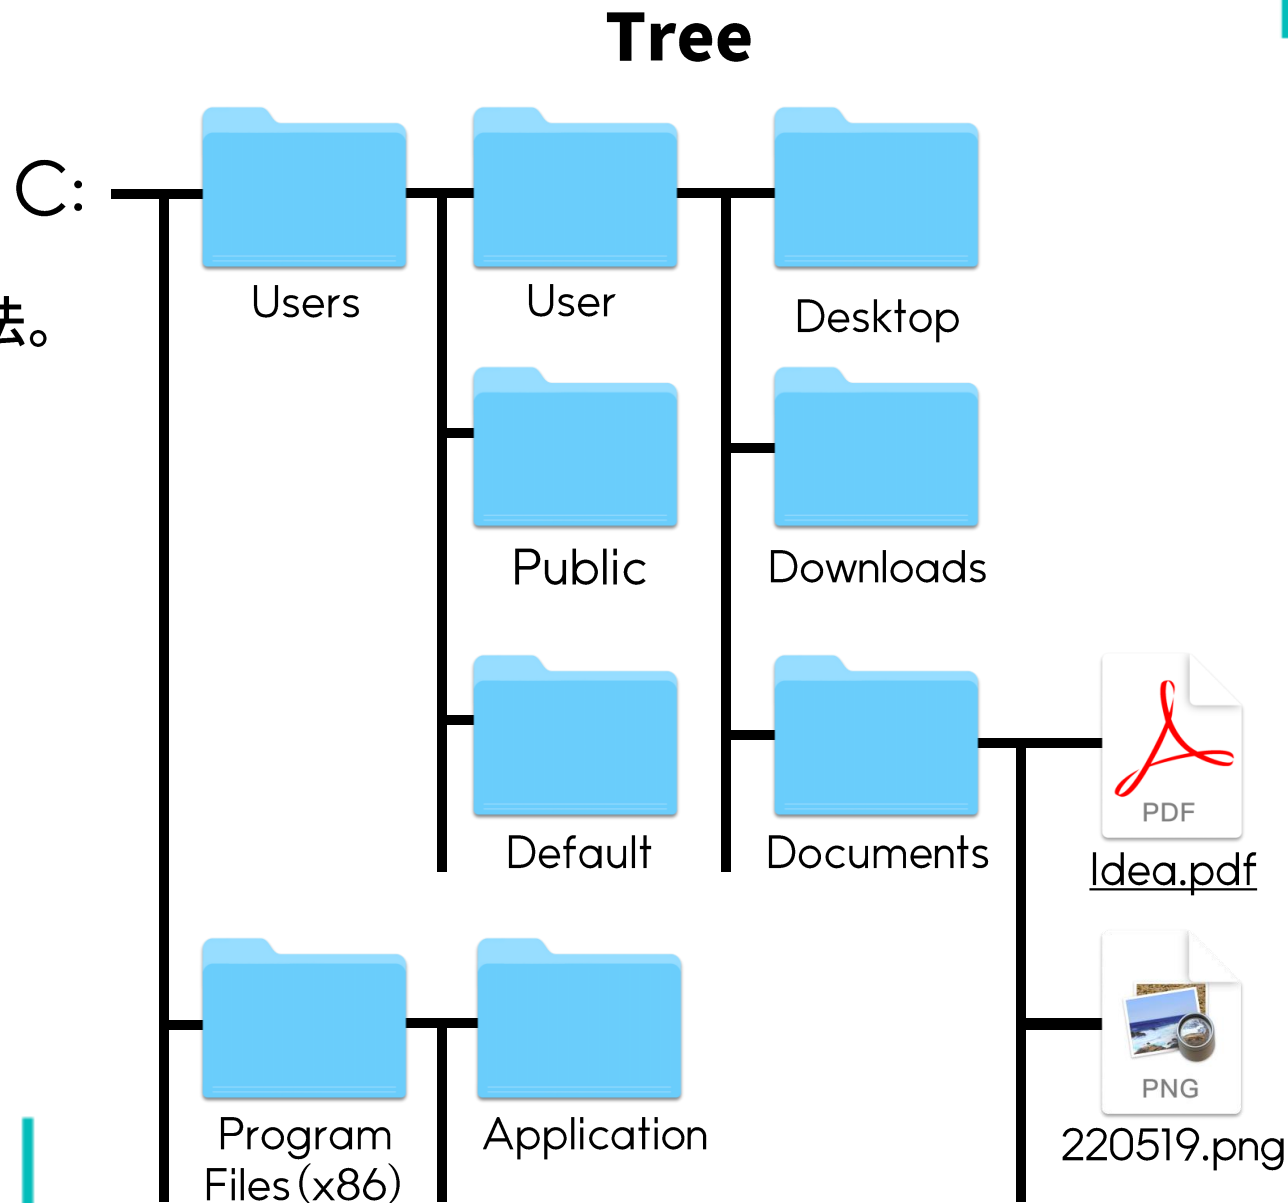 Tree
C:
Users
User
Desktop
法。
Public
Downloads
Default
Documents
PDF
Idea.pdf
Program
Files (x86)
Application
PNG
220519.png